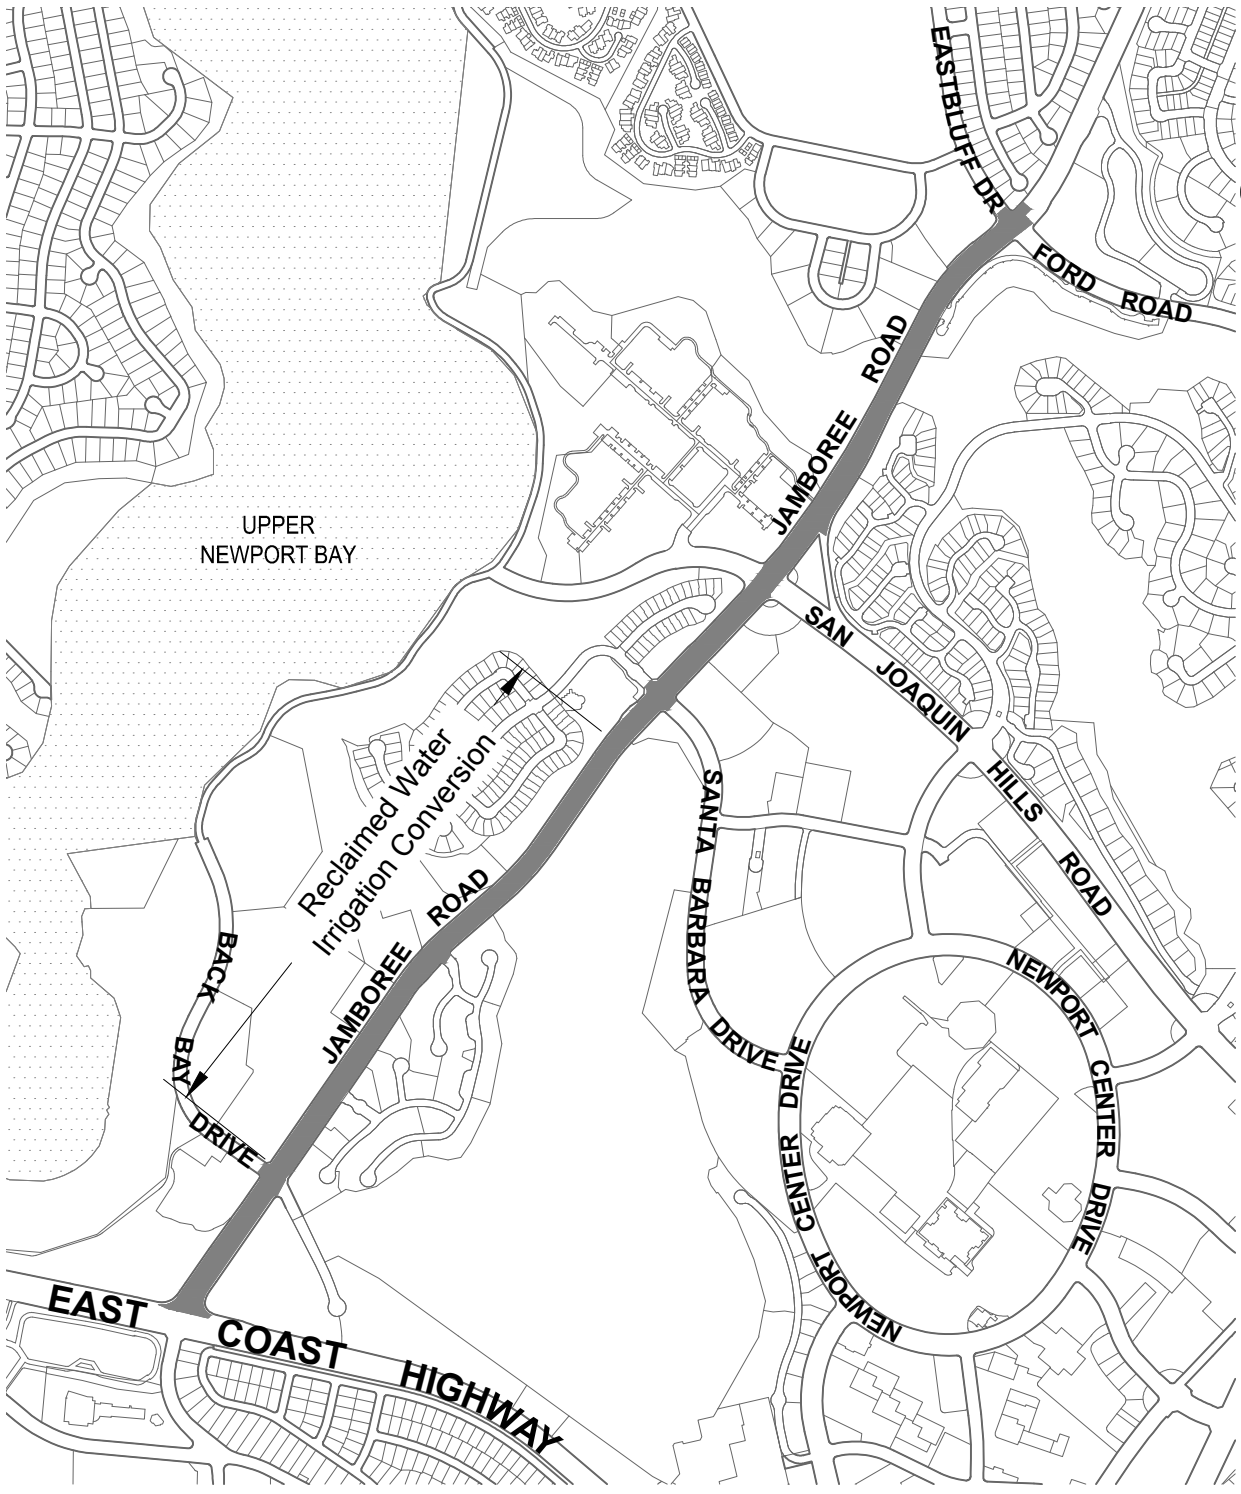 EASTBLUFF DR
FORD ROAD
JAMBOREE ROAD
UPPER
NEWPORT BAY
SAN JOAQUIN HILLS ROAD
Reclaimed Water
Irrigation Conversion
SANTA BARBARA DRIVE
JAMBOREE ROAD
BACK BAY DRIVE
NEWPORT CENTER DRIVE
NEWPORT CENTER DRIVE
EAST COAST HIGHWAY